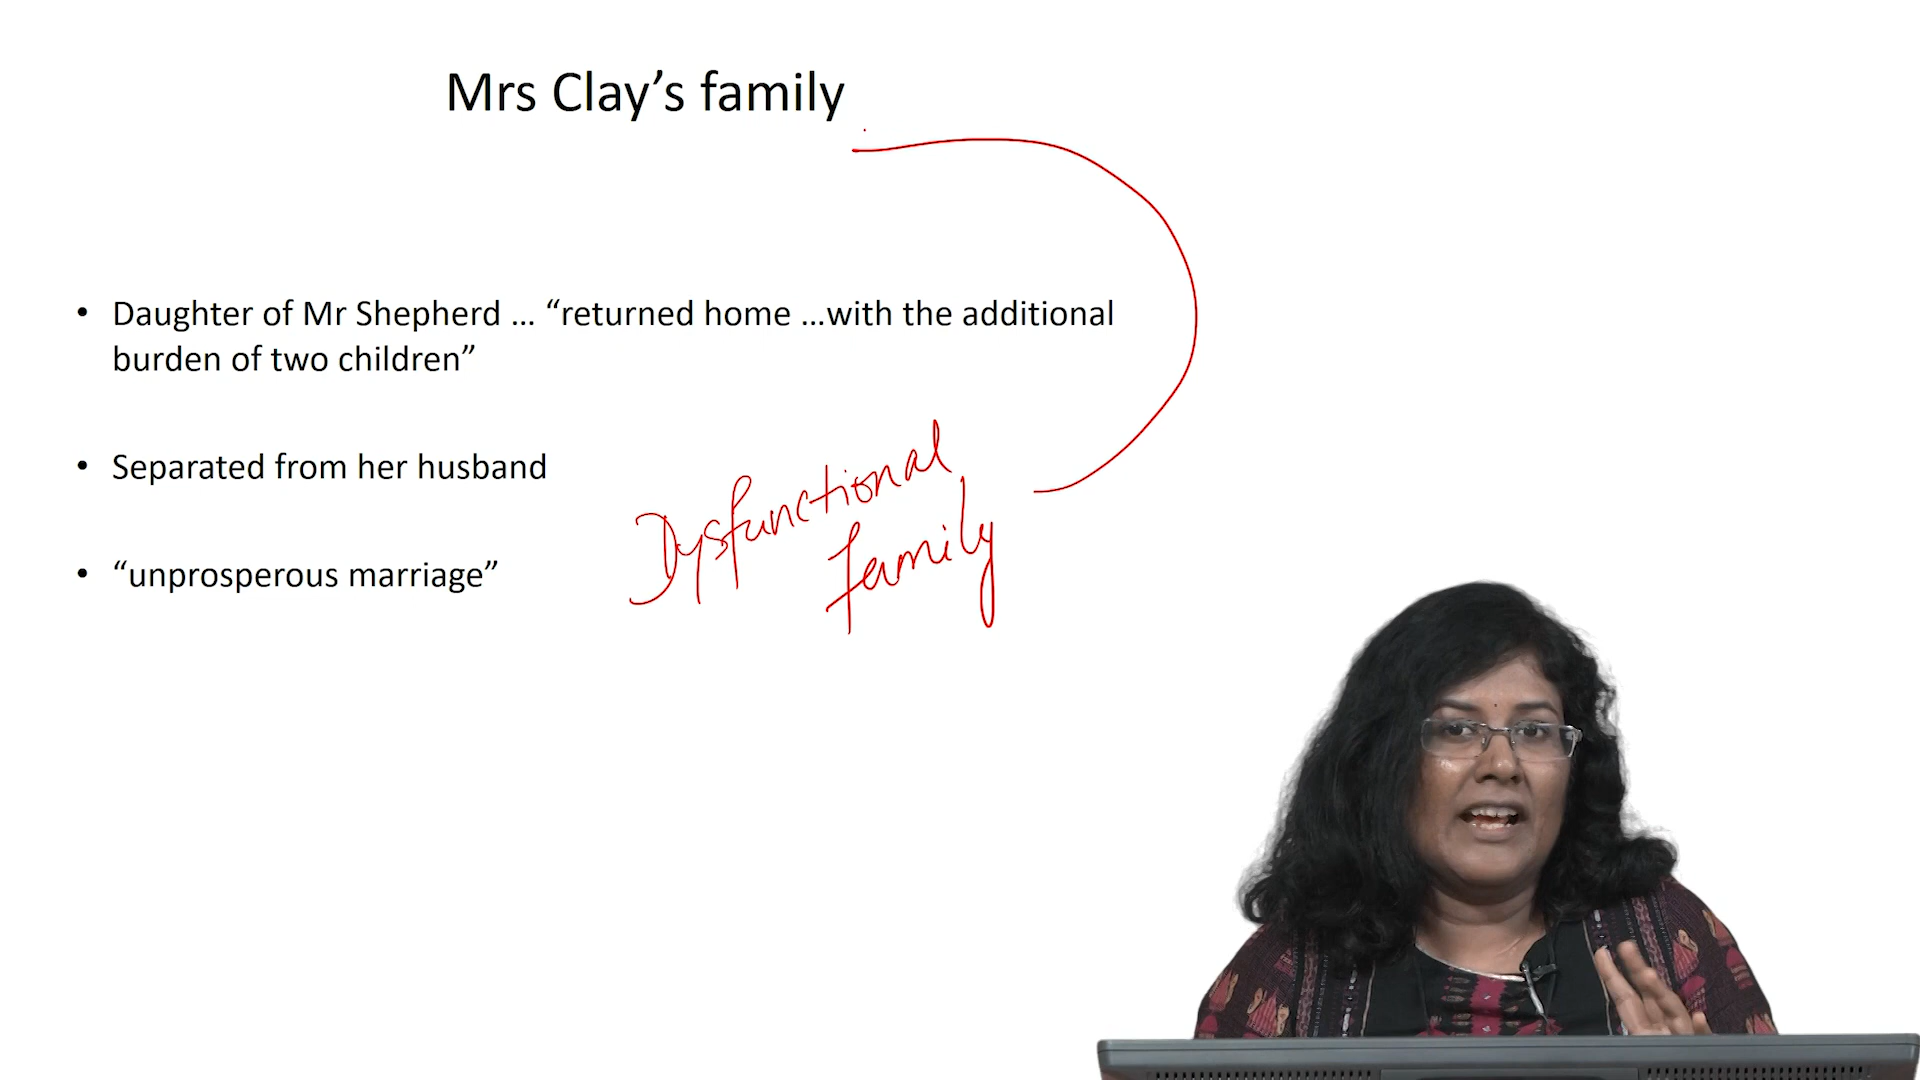 Mrs Clay’s family
• Daughter of Mr Shepherd ... “returned home ...with the additional
burden of two children”
• Separated from her husband
• “unprosperous marriage”
Dysfunctional
family